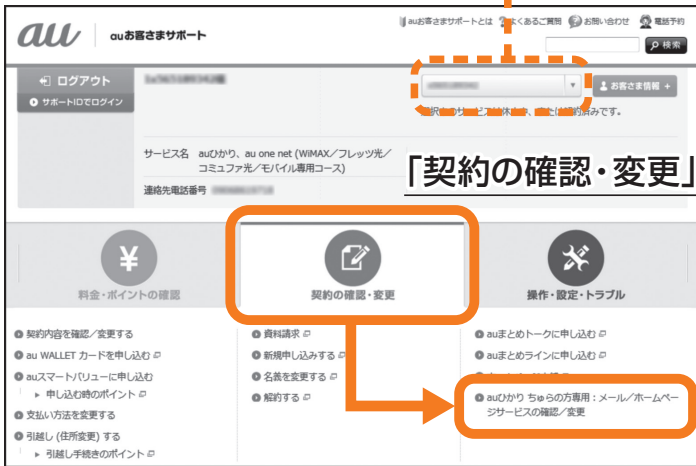 au auお客さまサポート
auお客さまサポートとは よくあるご質問 お問い合わせ 電話予約
検索
ログアウト
サポートIDでログイン
お客さま情報 +
済みです。
サービス名 auひかり、au one net (WiMAX／フレッツ光／
コミュファ光／モバイル専用コース)
連絡先電話番号
「契約の確認・変更」
¥
料金・ポイントの確認
契約の確認・変更
操作・設定・トラブル
契約内容を確認／変更する
au WALLET カードを申し込む
auスマートバリューに申し込む
申し込む時のポイント
支払い方法を変更する
引越し (住所変更) する
引越し手続きのポイント
資料請求
新規申し込みする
名義を変更する
解約する
auまとめトークに申し込む
auまとめラインに申し込む
auひかり ちゅらの方専用：メール／ホームペー
ジサービスの確認／変更